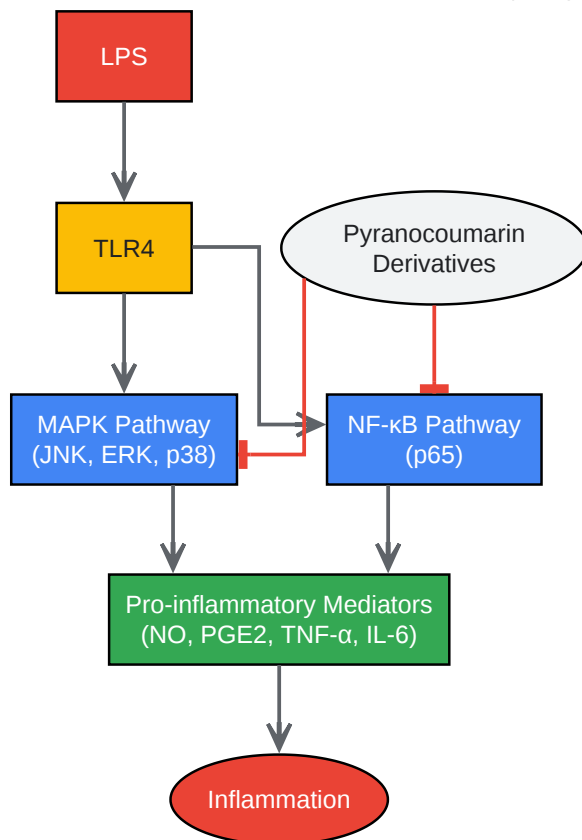 LPS
TLR4
Pyranocoumarin
Derivatives
MAPK Pathway
(JNK, ERK, p38)
NF-κB Pathway
(p65)
Pro-inflammatory Mediators
(NO, PGE2, TNF-α, IL-6)
Inflammation